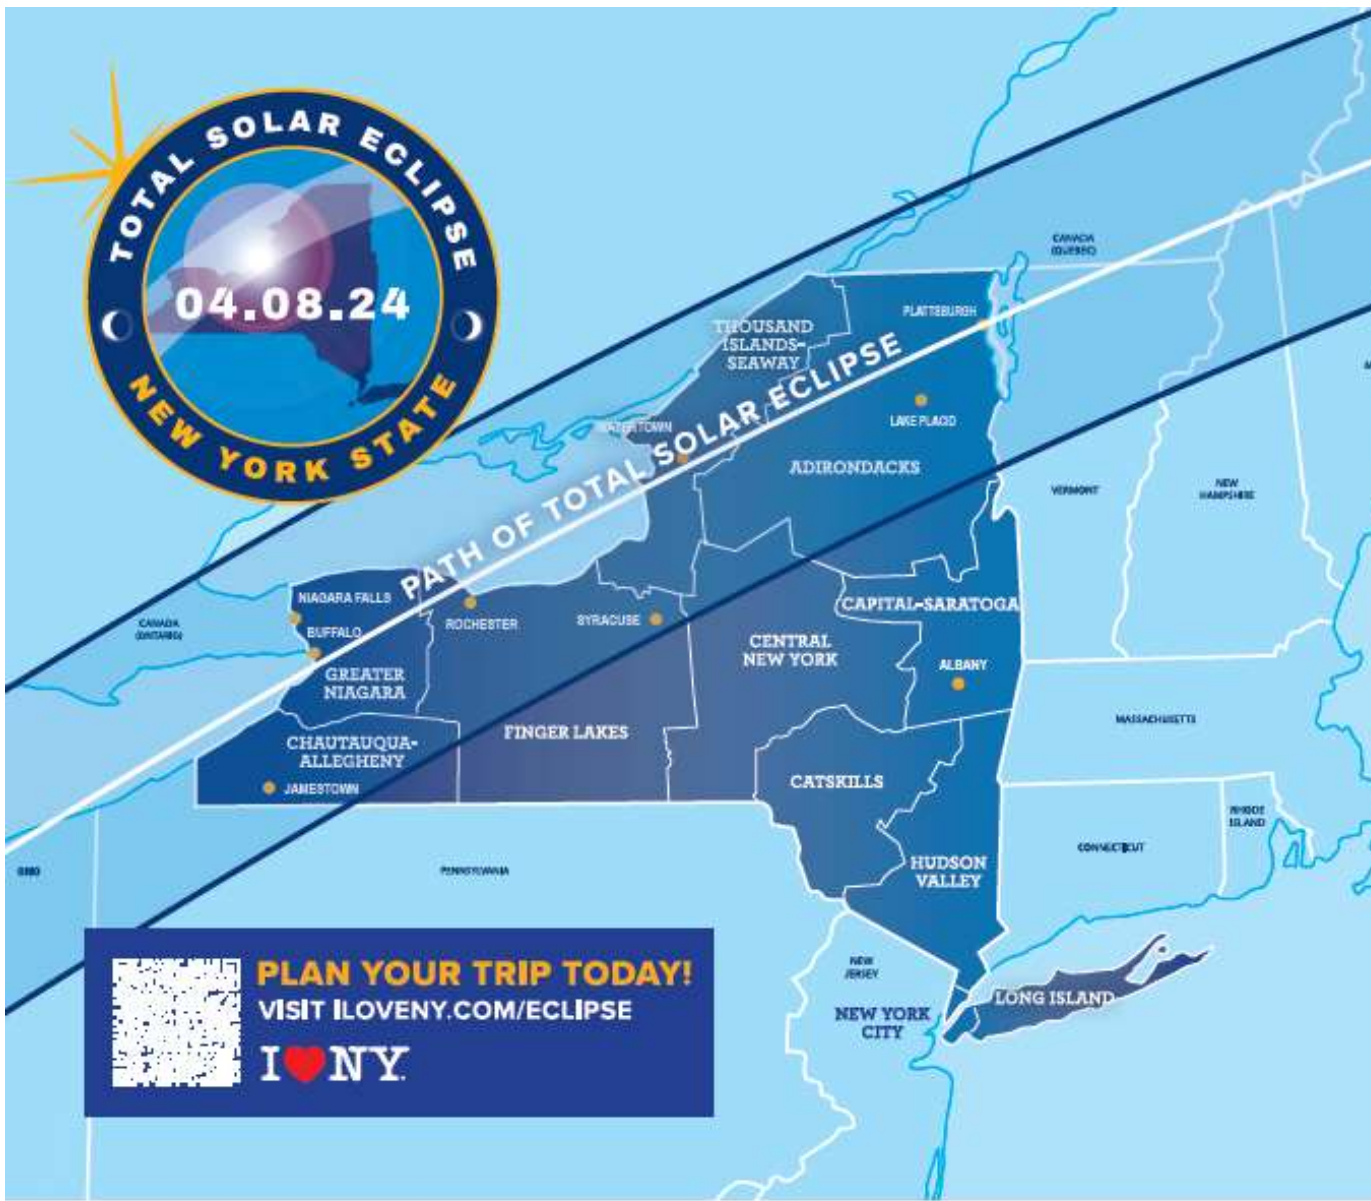 TOTAL SOLAR ECLIPSE
04.08.24
NEW YORK STATE
CANADA
(QUEBEC)
PLATTEBURGH
THOUSAND
ISLANDS-
SEAWAY
PATH OF TOTAL SOLAR ECLIPSE
LAKE PLACID
WATERTOWN
ADIRONDACKS
VERMONT
NEW
HAMPSHIRE
NIAGARA FALLS
CANADA
(ONTARIO)
BUFFALO
ROCHESTER
SYRACUSE
CAPITAL-SARATOGA
GREATER
NIAGARA
CENTRAL
NEW YORK
ALBANY
FINGER LAKES
MASSACHUSETTS
CHAUTAUQUA-
ALLEGHENY
JAMESTOWN
CATSKILLS
RHODE
ISLAND
CONNECTICUT
OHIO
PENNSYLVANIA
HUDSON
VALLEY
PLAN YOUR TRIP TODAY!
VISIT ILOVENY.COM/ECLIPSE
I NY
NEW
JERSEY
NEW YORK
CITY
LONG ISLAND